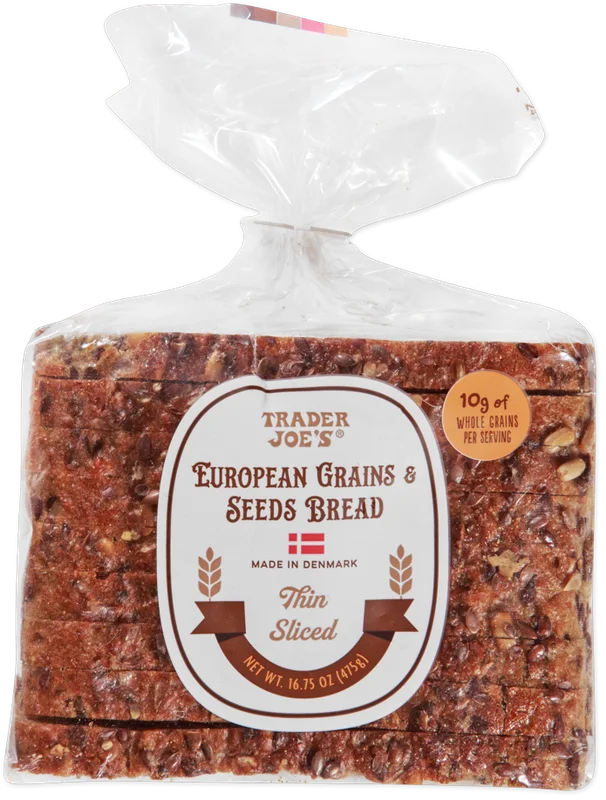 TRADER
JOE'S®
EUROPEAN GRAINS &
SEEDS BREAD
MADE IN DENMARK
Thin
Sliced
NET WT. 16.75 OZ (475g)
10g of
WHOLE GRAINS
PER SERVING